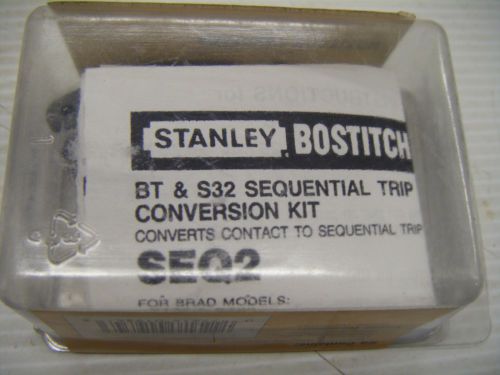 STANLEY BOSTITCH
BT & S32 SEQUENTIAL TRIP
CONVERSION KIT
CONVERTS CONTACT TO SEQUENTIAL TRIP
SEQ2
FOR BRAD MODELS: